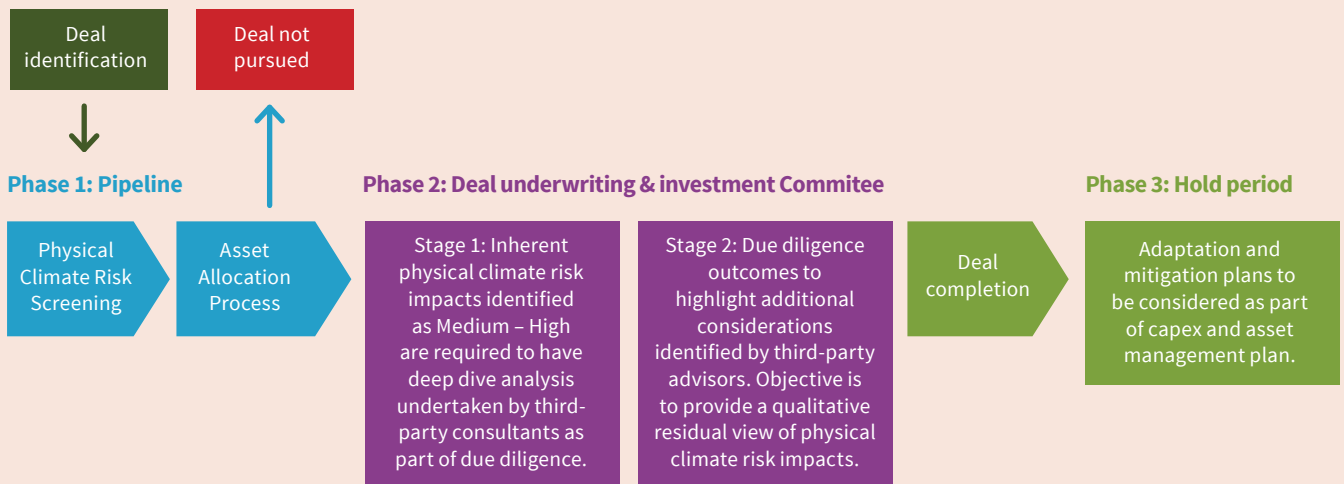 Deal
identification
Deal not
pursued
Phase 1: Pipeline
Physical
Climate Risk
Screening
Asset
Allocation
Process
Phase 2: Deal underwriting & investment Commitee
Stage 1: Inherent
physical climate risk
impacts identified
as Medium – High
are required to have
deep dive analysis
undertaken by third-
party consultants as
part of due diligence.
Stage 2: Due diligence
outcomes to
highlight additional
considerations
identified by third-party
advisors. Objective is
to provide a qualitative
residual view of physical
climate risk impacts.
Deal
completion
Phase 3: Hold period
Adaptation and
mitigation plans to
be considered as part
of capex and asset
management plan.